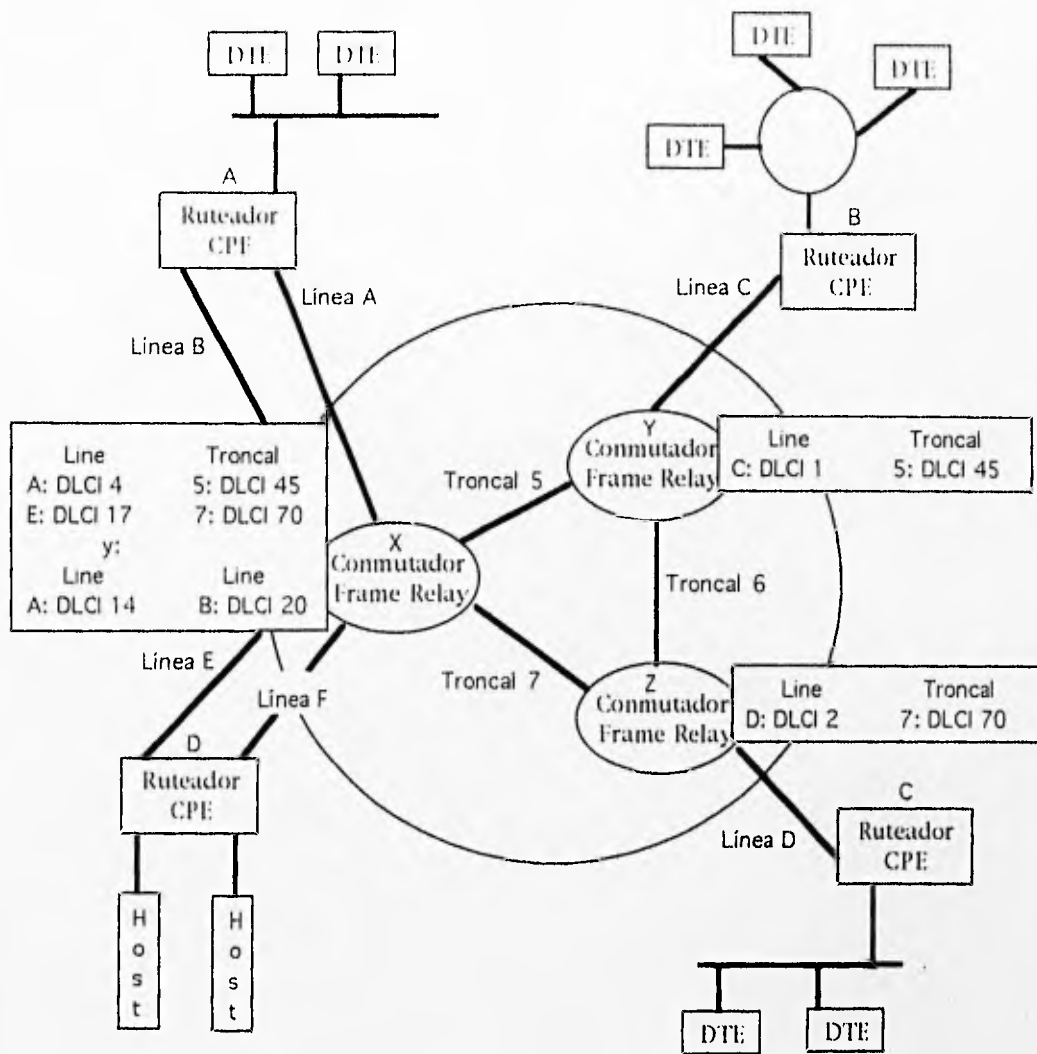 DTE
DTE
A
Ruteador
CPE
Línea A
Línea B
DTE
DTE
DTE
B
Ruteador
CPE
Línea C
Line Troncal
A: DLCI 4 5: DLCI 45
E: DLCI 17 7: DLCI 70
y:
Line Line
A: DLCI 14 B: DLCI 20
X
Conmutador
Frame Relay
Troncal 5
Y
Conmutador
Frame Relay
Line Troncal
C: DLCI 1 5: DLCI 45
Troncal 6
Troncal 7
Z
Conmutador
Frame Relay
Line Troncal
D: DLCI 2 7: DLCI 70
Línea E
Línea F
D
Ruteador
CPE
Host
Host
Línea D
C
Ruteador
CPE
DTE
DTE